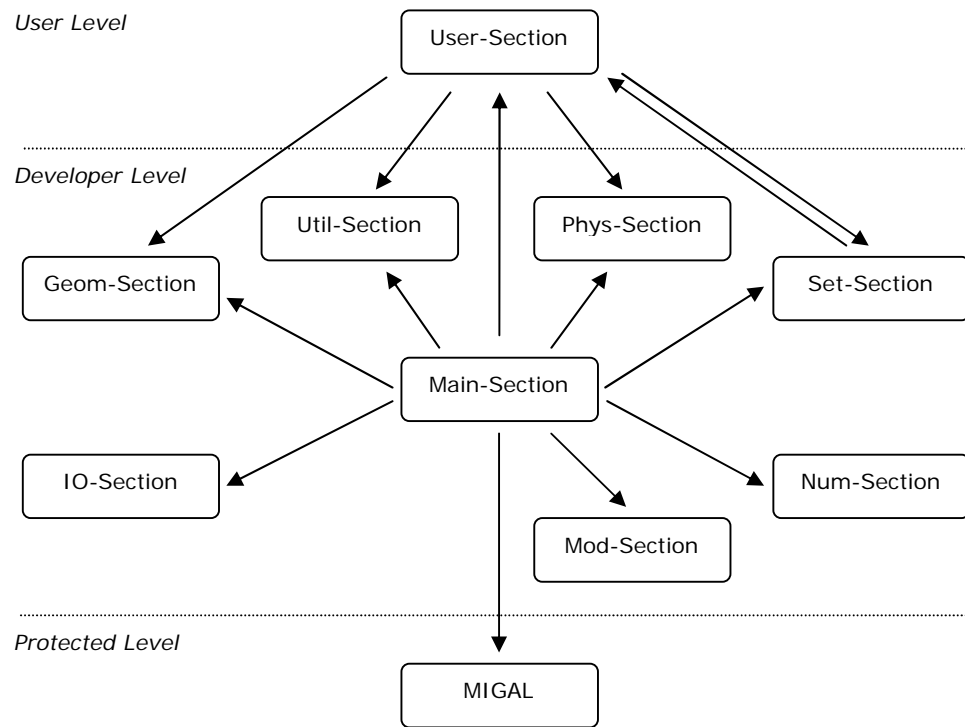 User Level
User-Section
Developer Level
Util-Section
Phys-Section
Geom-Section
Set-Section
Main-Section
IO-Section
Num-Section
Mod-Section
Protected Level
MIGAL